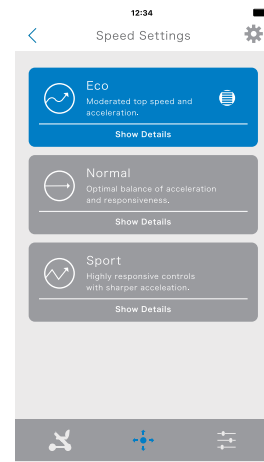 12:34
Speed Settings
Eco
Moderated top speed and
acceleration.
Show Details
Normal
Optimal balance of acceleration
and responsiveness.
Show Details
Sport
Highly responsive controls
with sharper acceleation.
Show Details